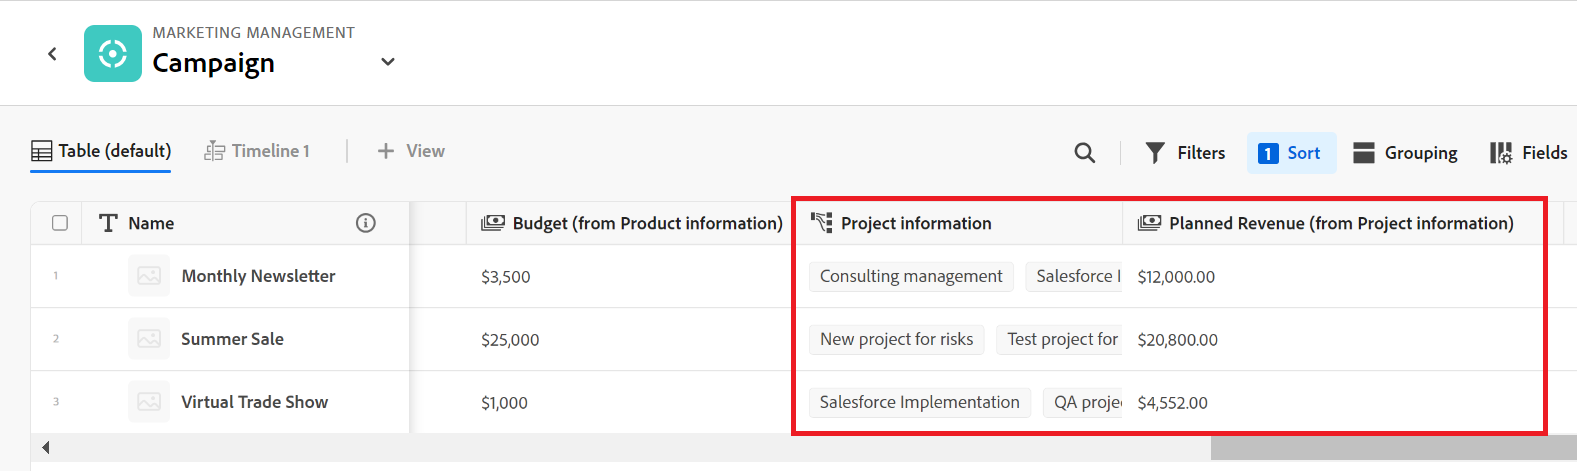 MARKETING MANAGEMENT
Campaign
Table (default) Timeline 1 + View Filters 1 Sort Grouping Fields
Name Budget (from Product information) Project information Planned Revenue (from Project information)
1 Monthly Newsletter $3,500 Consulting management Salesforce I $12,000.00
2 Summer Sale $25,000 New project for risks Test project for $20,800.00
3 Virtual Trade Show $1,000 Salesforce Implementation QA proje $4,552.00